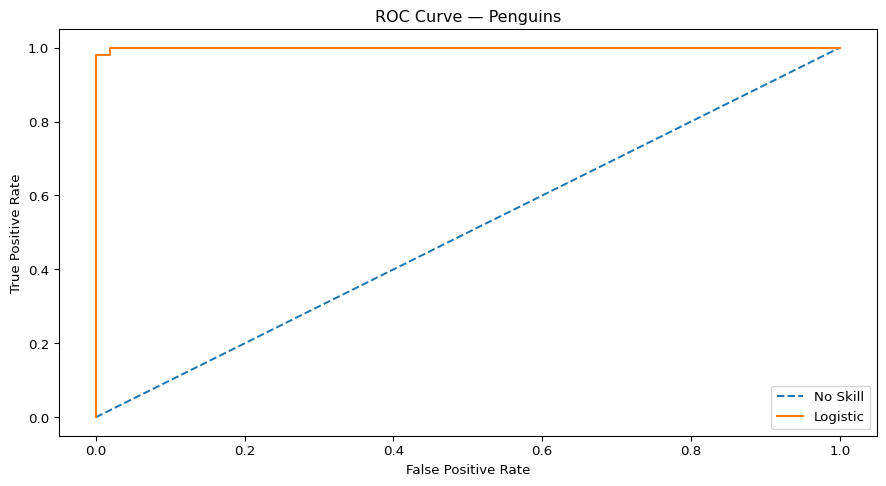 ROC Curve — Penguins
True Positive Rate
1.0
0.8
0.6
0.4
0.2
0.0
0.0 0.2 0.4 0.6 0.8 1.0
False Positive Rate
No Skill
Logistic